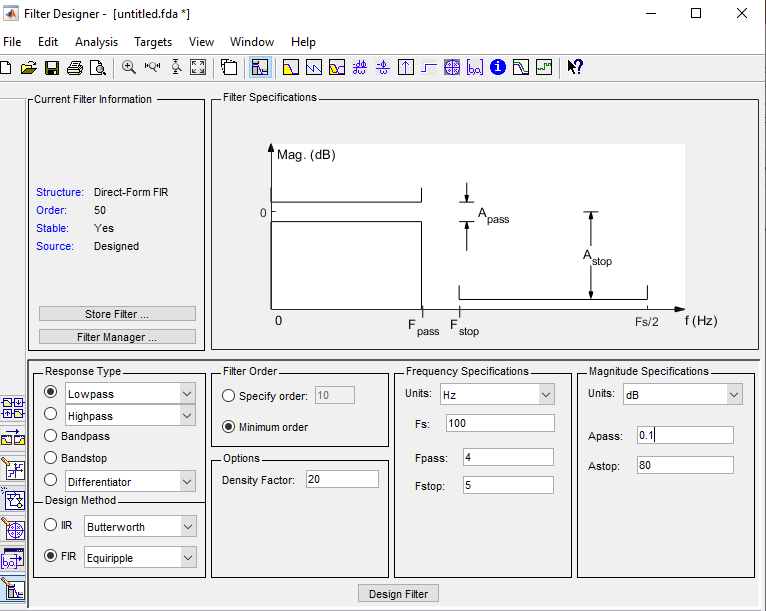 Filter Designer - [untitled.fda *]
File Edit Analysis Targets View Window Help
Current Filter Information
Structure: Direct-Form FIR
Order: 50
Stable: Yes
Source: Designed
Store Filter ...
Filter Manager ...
Filter Specifications
Mag. (dB)
0
A pass
A stop
0
F pass
F stop
Fs/2
f (Hz)
Response Type
Lowpass
Highpass
Bandpass
Bandstop
Differentiator
Design Method
IIR Butterworth
FIR Equiripple
Filter Order
Specify order: 10
Minimum order
Options
Density Factor: 20
Frequency Specifications
Units: Hz
Fs: 100
Fpass: 4
Fstop: 5
Magnitude Specifications
Units: dB
Apass: 0.1
Astop: 80
Design Filter